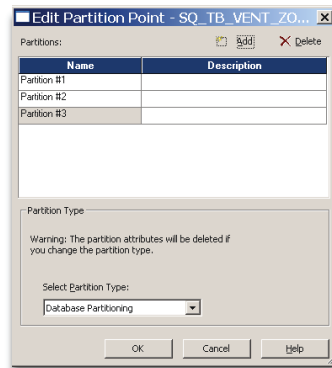 Edit Partition Point - SQ_TB_VENT_ZO...
Partitions:
Add
Delete
Name Description
Partition #1
Partition #2
Partition #3
Partition Type
Warning: The partition attributes will be deleted if
you change the partition type.
Select Partition Type:
Database Partitioning
OK Cancel Help